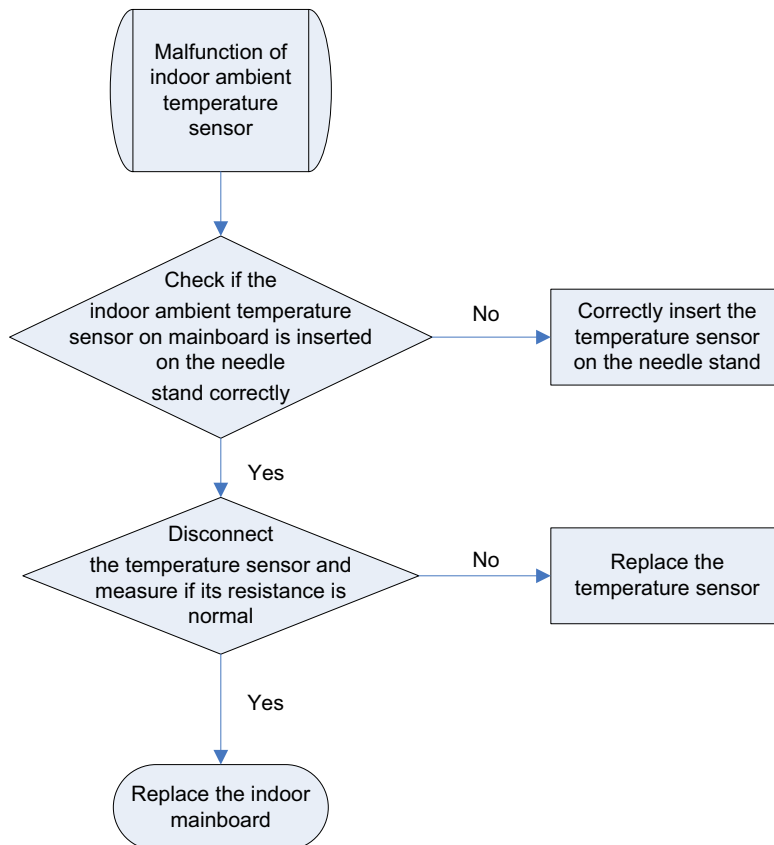 Malfunction of
indoor ambient
temperature
sensor
Check if the
indoor ambient temperature
sensor on mainboard is inserted
on the needle
stand correctly
No
Correctly insert the
temperature sensor
on the needle stand
Yes
Disconnect
the temperature sensor and
measure if its resistance is
normal
No
Replace the
temperature sensor
Yes
Replace the indoor
mainboard